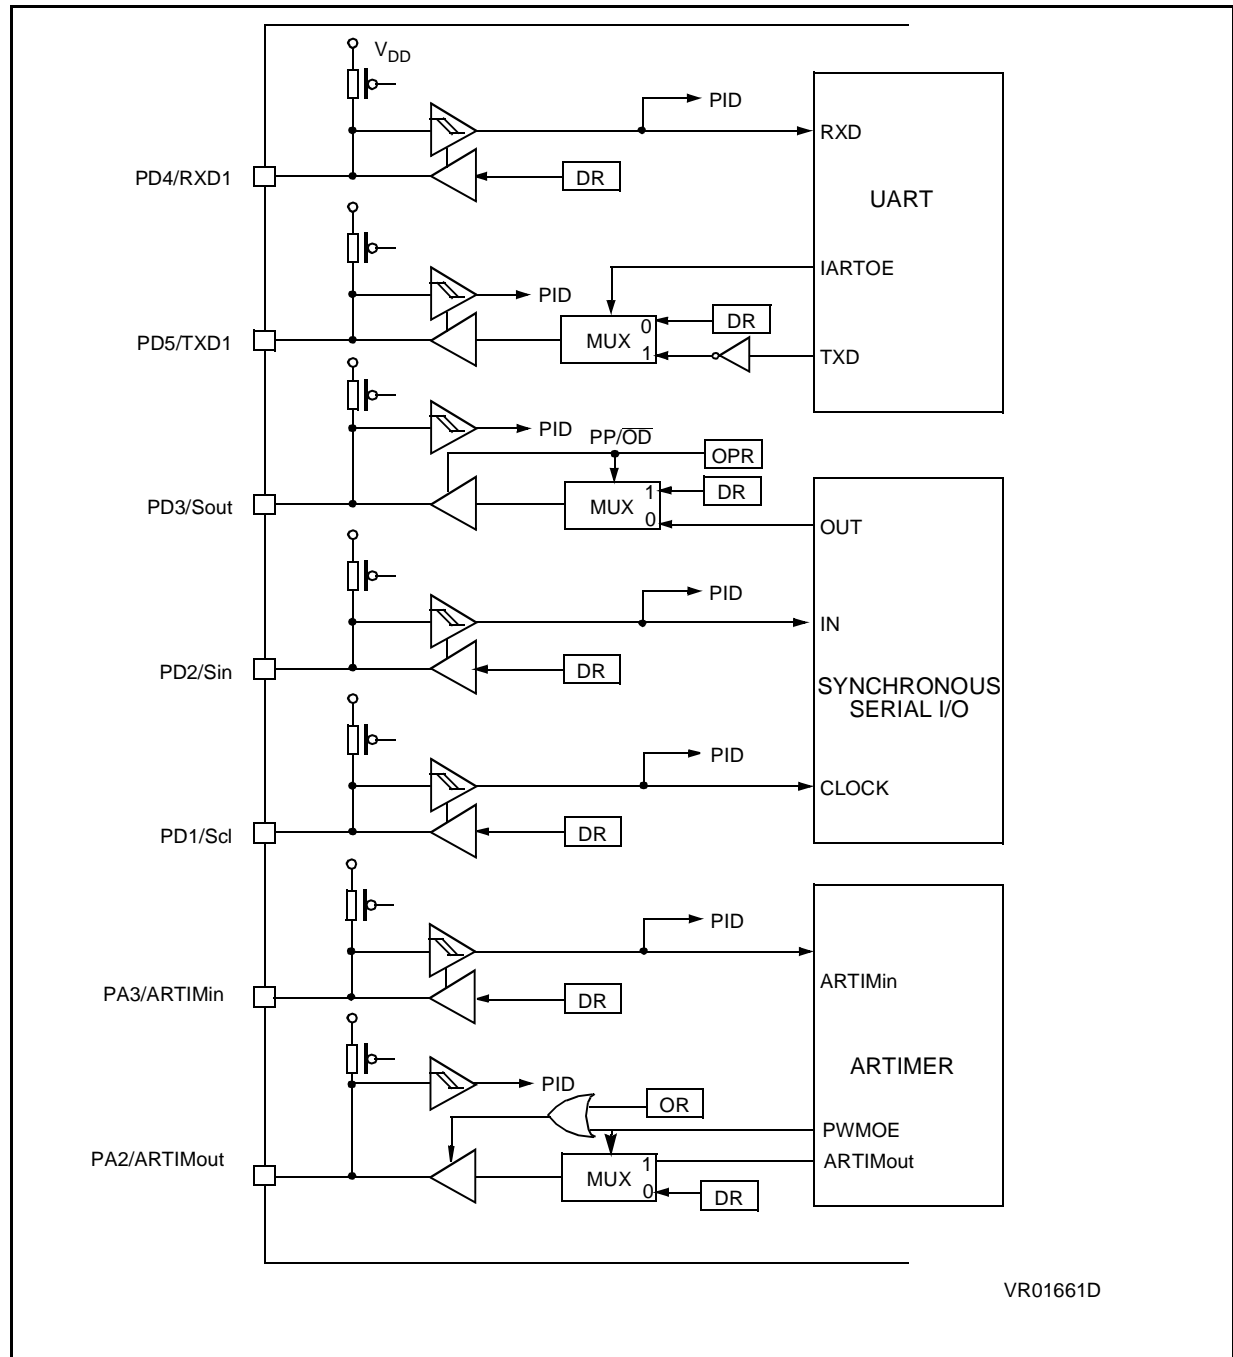 VDD
PID
RXD
PD4/RXD1
DR
UART
IARTOE
PID
DR
0
PD5/TXD1
MUX
1
TXD
PID
PP/OD
OPR
1
DR
PD3/Sout
MUX
0
OUT
PID
IN
PD2/Sin
DR
SYNCHRONOUS
SERIAL I/O
PID
CLOCK
PD1/Scl
DR
PID
ARTIMin
PA3/ARTIMin
DR
ARTIMER
PID
OR
PWMOE
PA2/ARTIMout
1
ARTIMout
MUX
0
DR
VR01661D